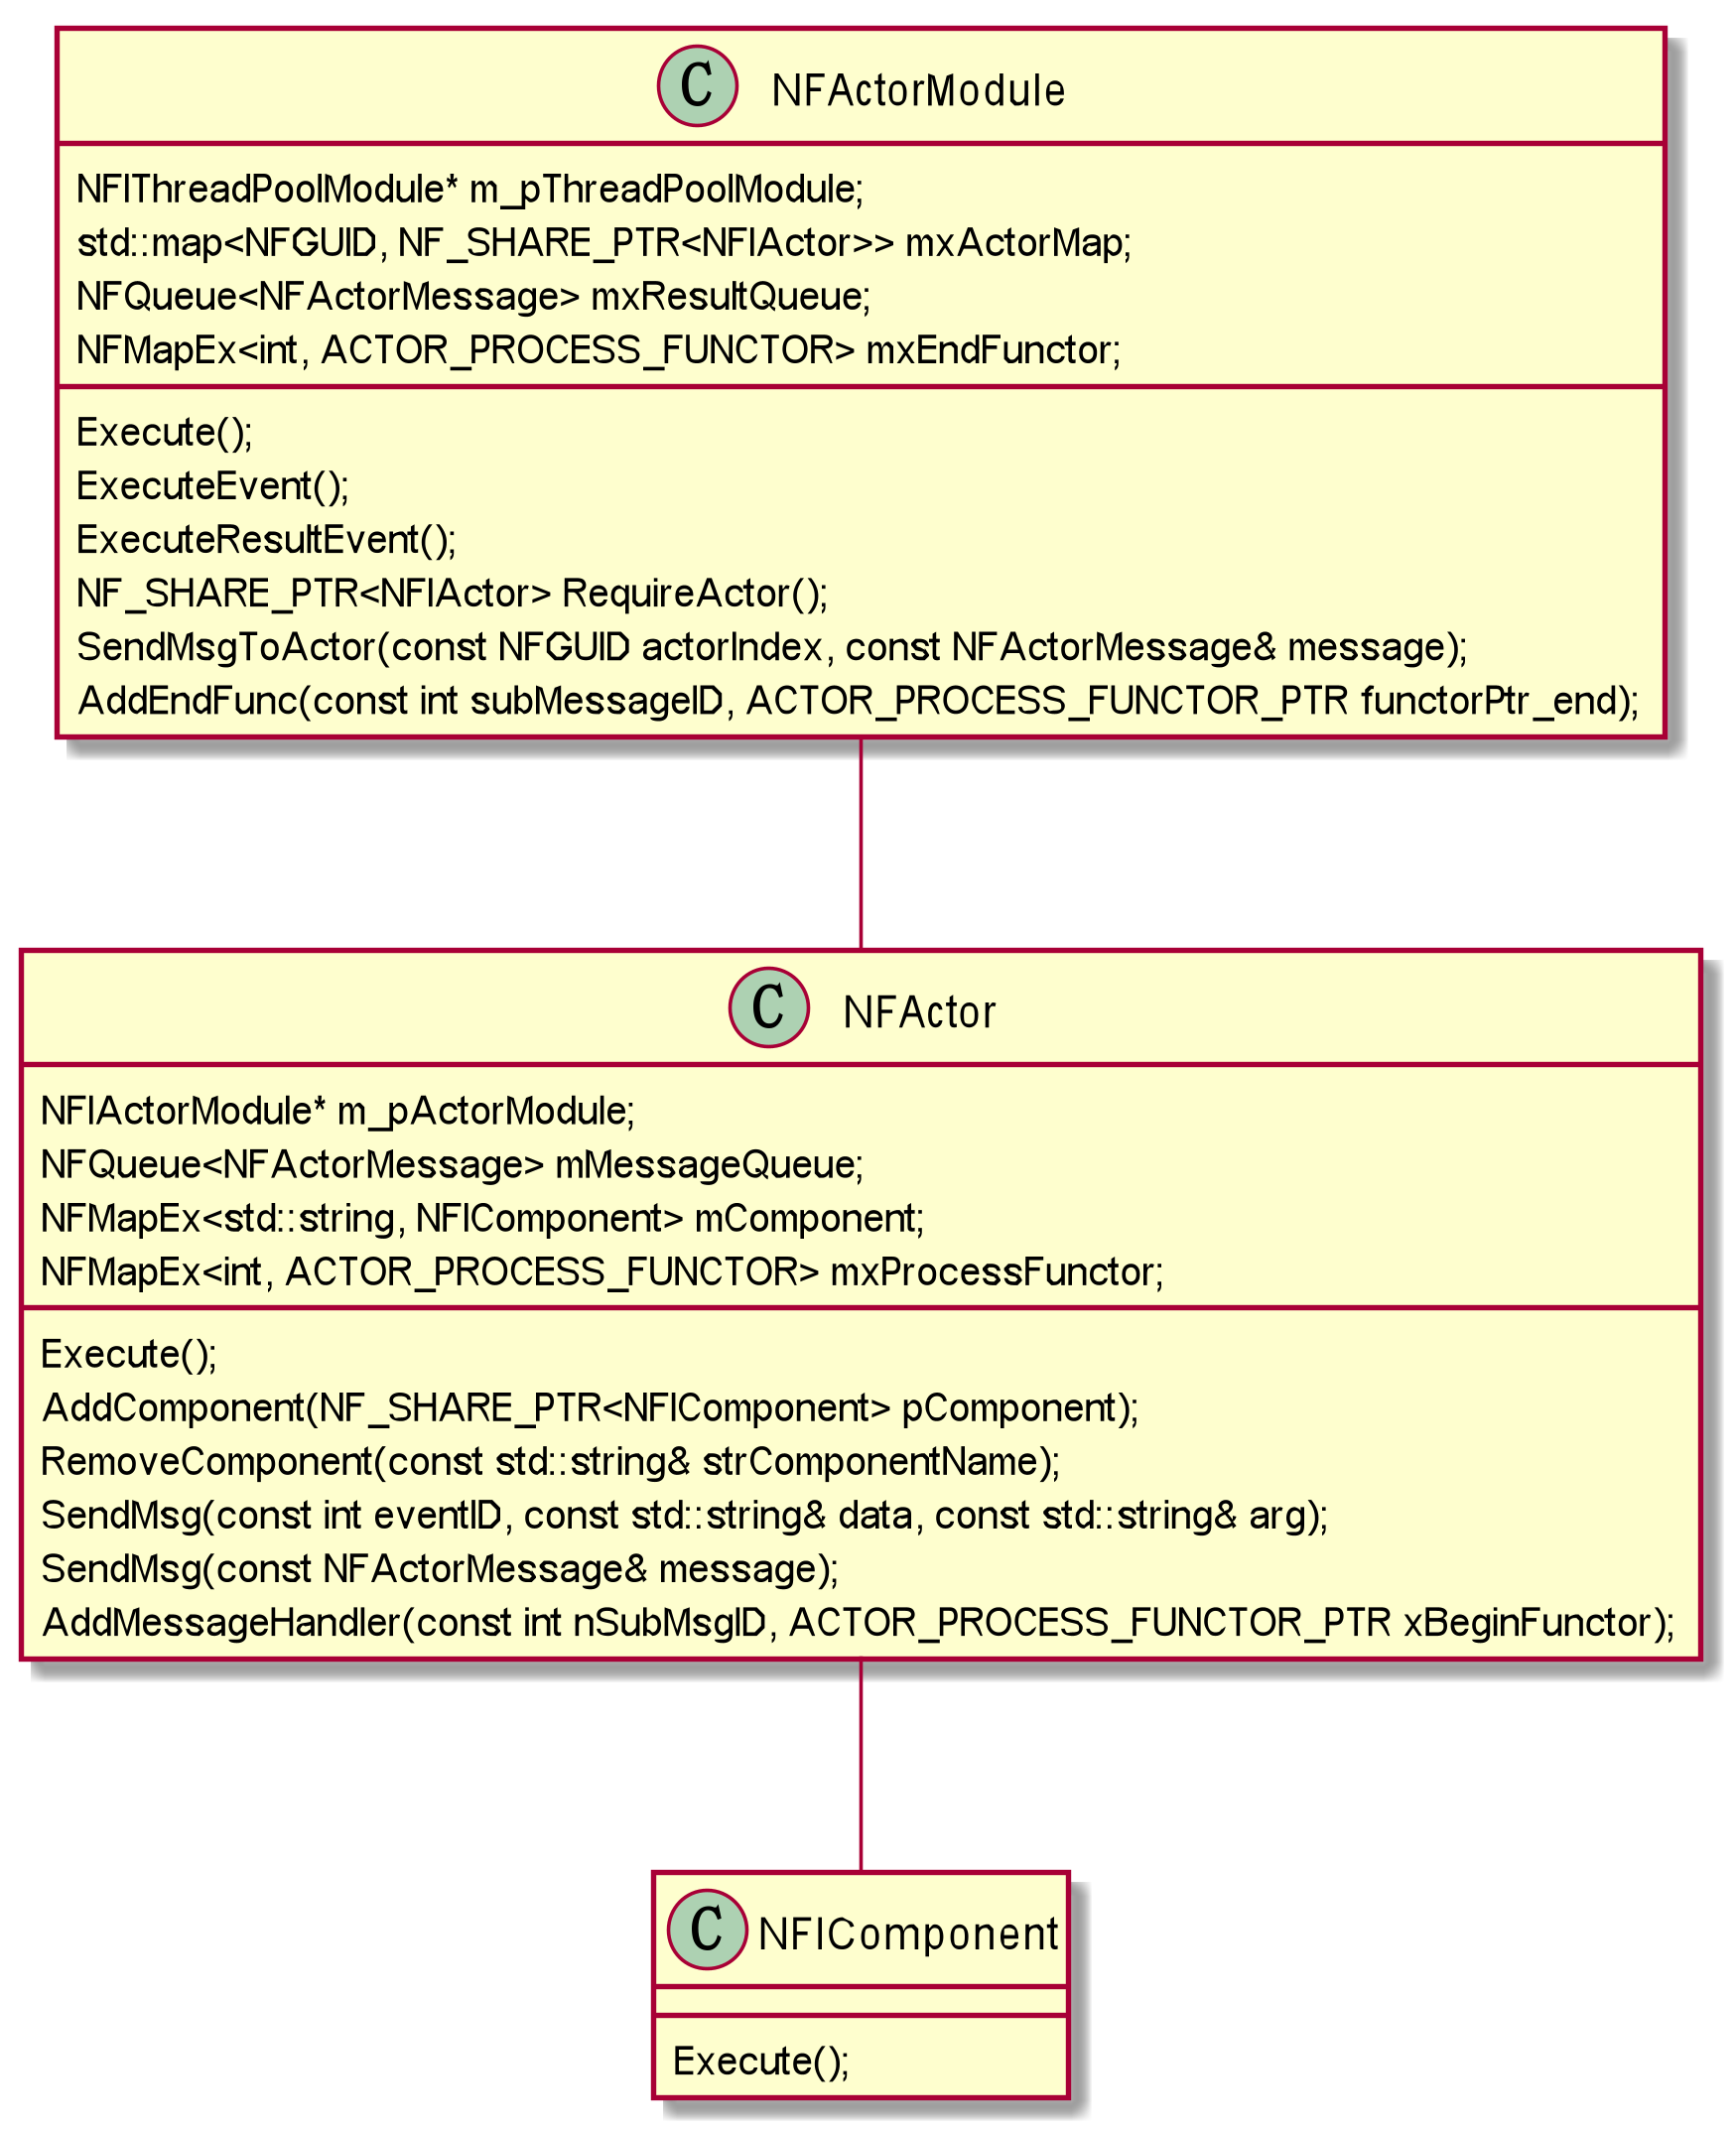 C NFActorModule
NFIThreadPoolModule* m_pThreadPoolModule;
std::map<NFGUID, NF_SHARE_PTR<NFIActor>> mxActorMap;
NFQueue<NFActorMessage> mxResultQueue;
NFMapEx<int, ACTOR_PROCESS_FUNCTOR> mxEndFunctor;
Execute();
ExecuteEvent();
ExecuteResultEvent();
NF_SHARE_PTR<NFIActor> RequireActor();
SendMsgToActor(const NFGUID actorIndex, const NFActorMessage& message);
AddEndFunc(const int subMessageID, ACTOR_PROCESS_FUNCTOR_PTR functorPtr_end);
C NFActor
NFIActorModule* m_pActorModule;
NFQueue<NFActorMessage> mMessageQueue;
NFMapEx<std::string, NFIComponent> mComponent;
NFMapEx<int, ACTOR_PROCESS_FUNCTOR> mxProcessFunctor;
Execute();
AddComponent(NF_SHARE_PTR<NFIComponent> pComponent);
RemoveComponent(const std::string& strComponentName);
SendMsg(const int eventID, const std::string& data, const std::string& arg);
SendMsg(const NFActorMessage& message);
AddMessageHandler(const int nSubMsgID, ACTOR_PROCESS_FUNCTOR_PTR xBeginFunctor);
C NFIComponent
Execute();